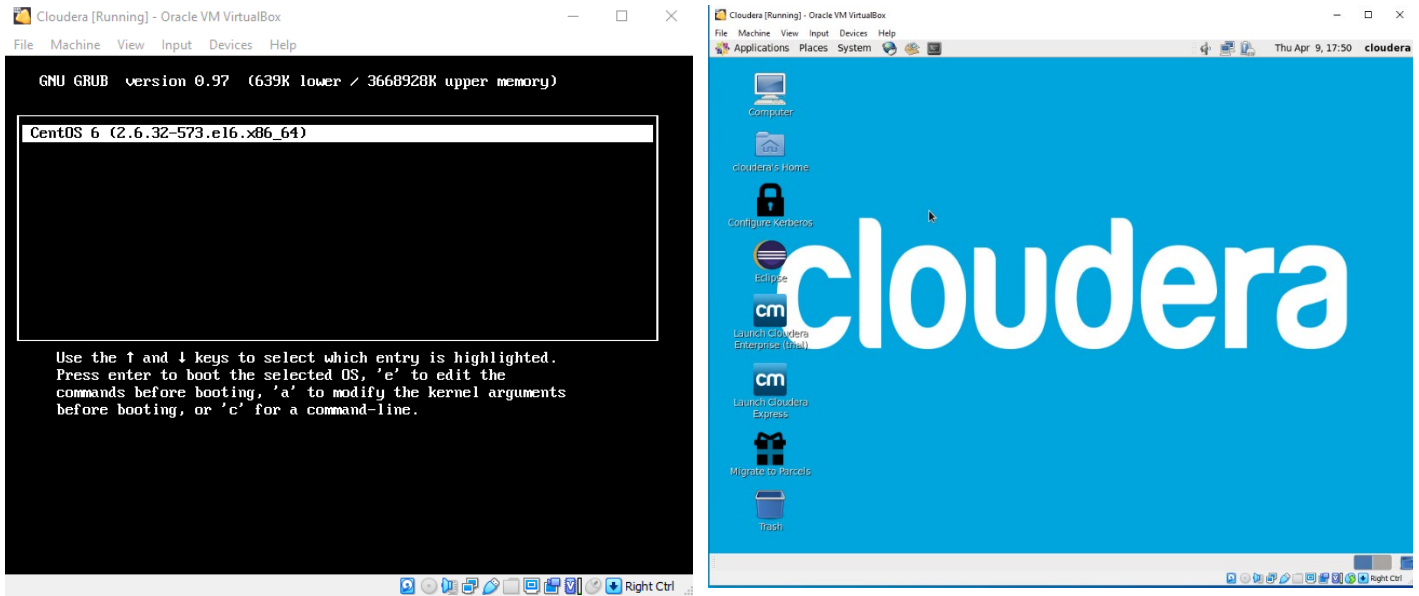 Cloudera [Running] - Oracle VM VirtualBox
File Machine View Input Devices Help
GNU GRUB version 0.97 (639K lower / 3668928K upper memory)
CentOS 6 (2.6.32-573.el6.x86_64)
Use the ↑ and ↓ keys to select which entry is highlighted.
Press enter to boot the selected OS, 'e' to edit the
commands before booting, 'a' to modify the kernel arguments
before booting, or 'c' for a command-line.
Right Ctrl
Cloudera [Running] - Oracle VM VirtualBox
File Machine View Input Devices Help
Applications Places System Thu Apr 9, 17:50 cloudera
Computer
cloudera's Home
Configure Kerberos
Eclipse
cm
Launch Cloudera
Enterprise (trial)
cm
Launch Cloudera
Express
Migrate to Parcels
Trash
cloudera
Right Ctrl